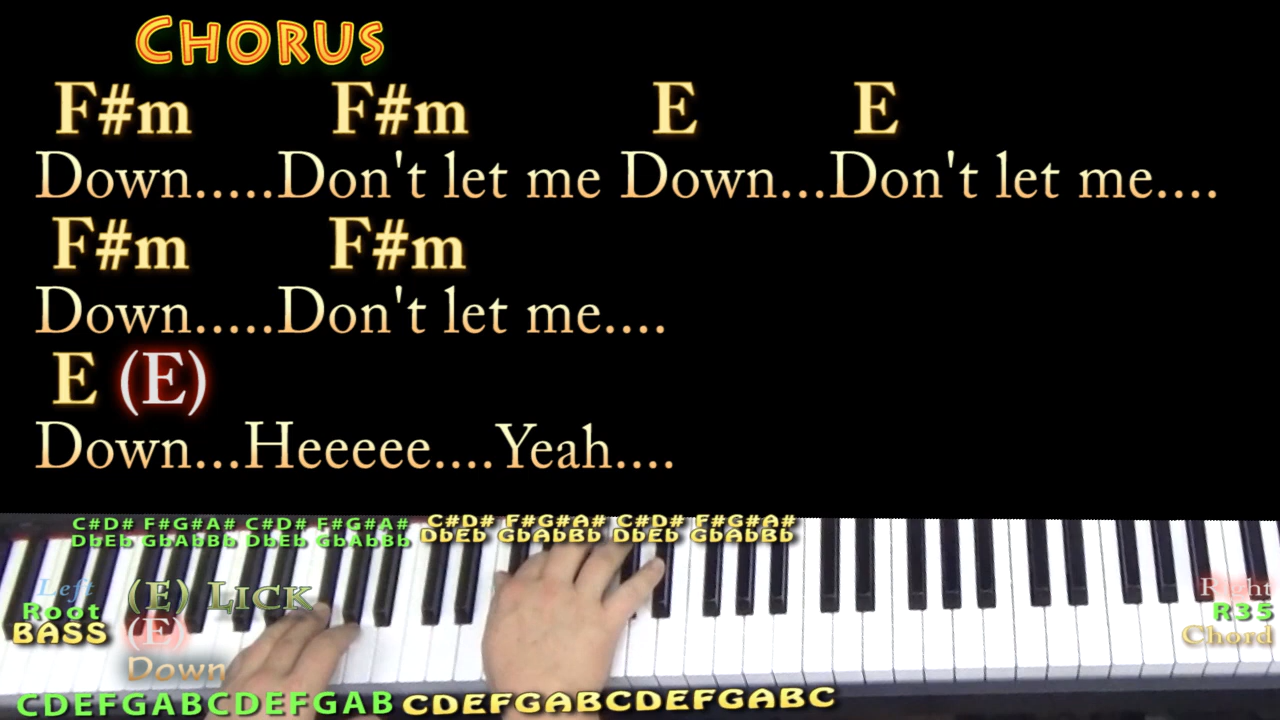 CHORUS
F#m F#m E E
Down.....Don't let me Down...Don't let me....
F#m F#m
Down.....Don't let me....
E (E)
Down...Heeeee....Yeah....
C#D# F#G#A# C#D# F#G#A# C#D# F#G#A# C#D# F#G#A#
DbEb GbAbBb DbEb GbAbBb DbEb GbAbBb DbEb GbAbBb
Left (E) LICK Right
Root R35
BASS (E) Chord
Down
CDEFGABCDEFGAB CDEFGABCDEFGABC